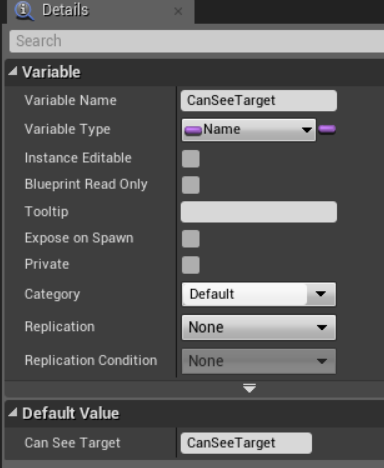 Details
Search
Variable
Variable Name CanSeeTarget
Variable Type Name
Instance Editable
Blueprint Read Only
Tooltip
Expose on Spawn
Private
Category Default
Replication None
Replication Condition None
Default Value
Can See Target CanSeeTarget